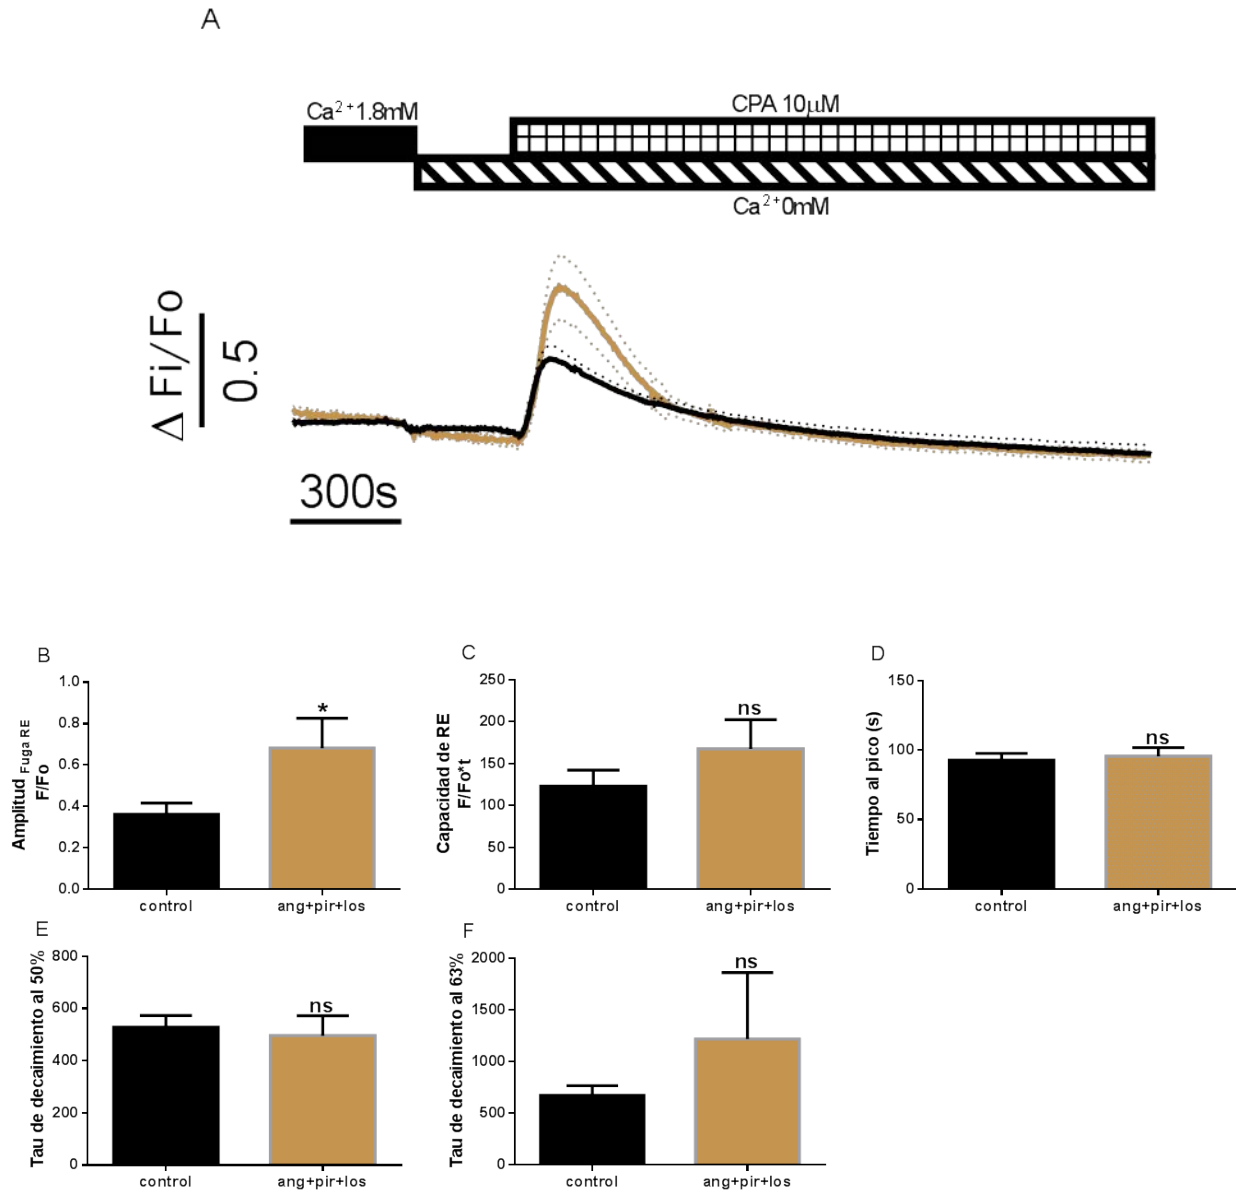 A
Ca²⁺1.8mM
CPA 10µM
Ca²⁺0mM
Δ Fi/Fo
0.5
300s
B
Amplitud Fuga RE
F/Fo
1.0
0.8
0.6
0.4
0.2
0.0
*
control
ang+pir+los
C
Capacidad de RE
F/Fo*t
250
200
150
100
50
0
ns
control
ang+pir+los
D
Tiempo al pico (s)
150
100
50
0
ns
control
ang+pir+los
E
Tau de decaimiento al 50%
800
600
400
200
0
ns
control
ang+pir+los
F
Tau de decaimiento al 63%
2000
1500
1000
500
0
ns
control
ang+pir+los